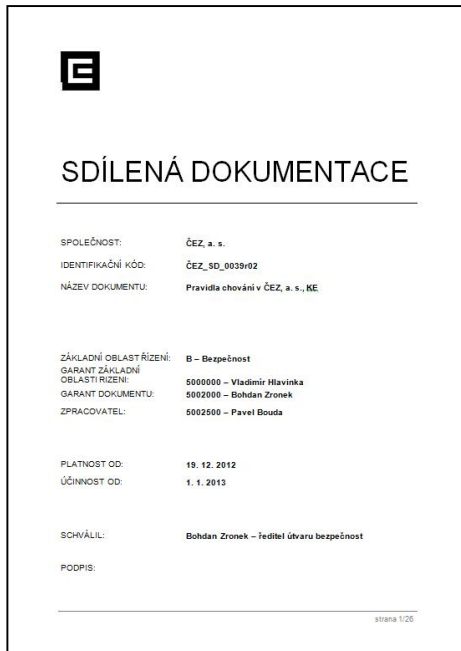 SDÍLENÁ DOKUMENTACE
SPOLEČNOST: ČEZ, a. s.
IDENTIFIKAČNÍ KÓD: ČEZ_SD_0039r02
NÁZEV DOKUMENTU: Pravidla chování v ČEZ, a. s., KE
ZÁKLADNÍ OBLAST ŘÍZENÍ: B – Bezpečnost
GARANT ZÁKLADNÍ
OBLASTI RIZENI: 5000000 – Vladimír Hlavinka
GARANT DOKUMENTU: 5002000 – Bohdan Zronek
ZPRACOVATEL: 5002500 – Pavel Bouda
PLATNOST OD: 19. 12. 2012
ÚČINNOST OD: 1. 1. 2013
SCHVÁLIL: Bohdan Zronek – ředitel útvaru bezpečnost
PODPIS:
strana 1/26